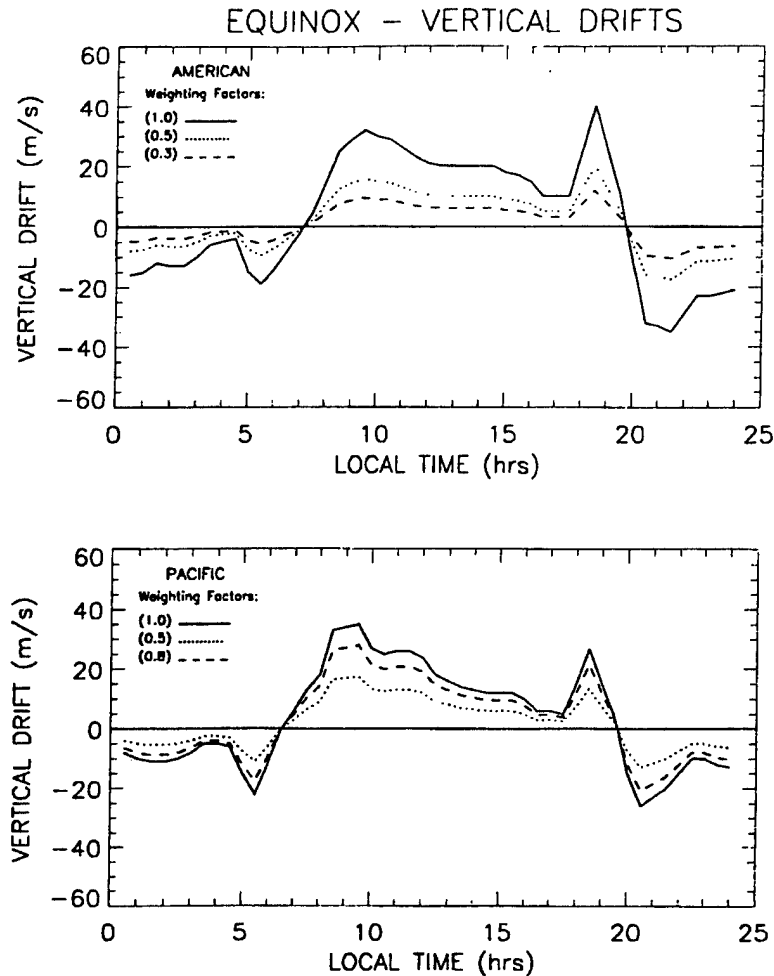 EQUINOX – VERTICAL DRIFTS
AMERICAN
Weighting Factors:
(1.0)
(0.5)
(0.3)
VERTICAL DRIFT (m/s)
60
40
20
0
-20
-40
-60
0 5 10 15 20 25
LOCAL TIME (hrs)
PACIFIC
Weighting Factors:
(1.0)
(0.5)
(0.8)
VERTICAL DRIFT (m/s)
60
40
20
0
-20
-40
-60
0 5 10 15 20 25
LOCAL TIME (hrs)